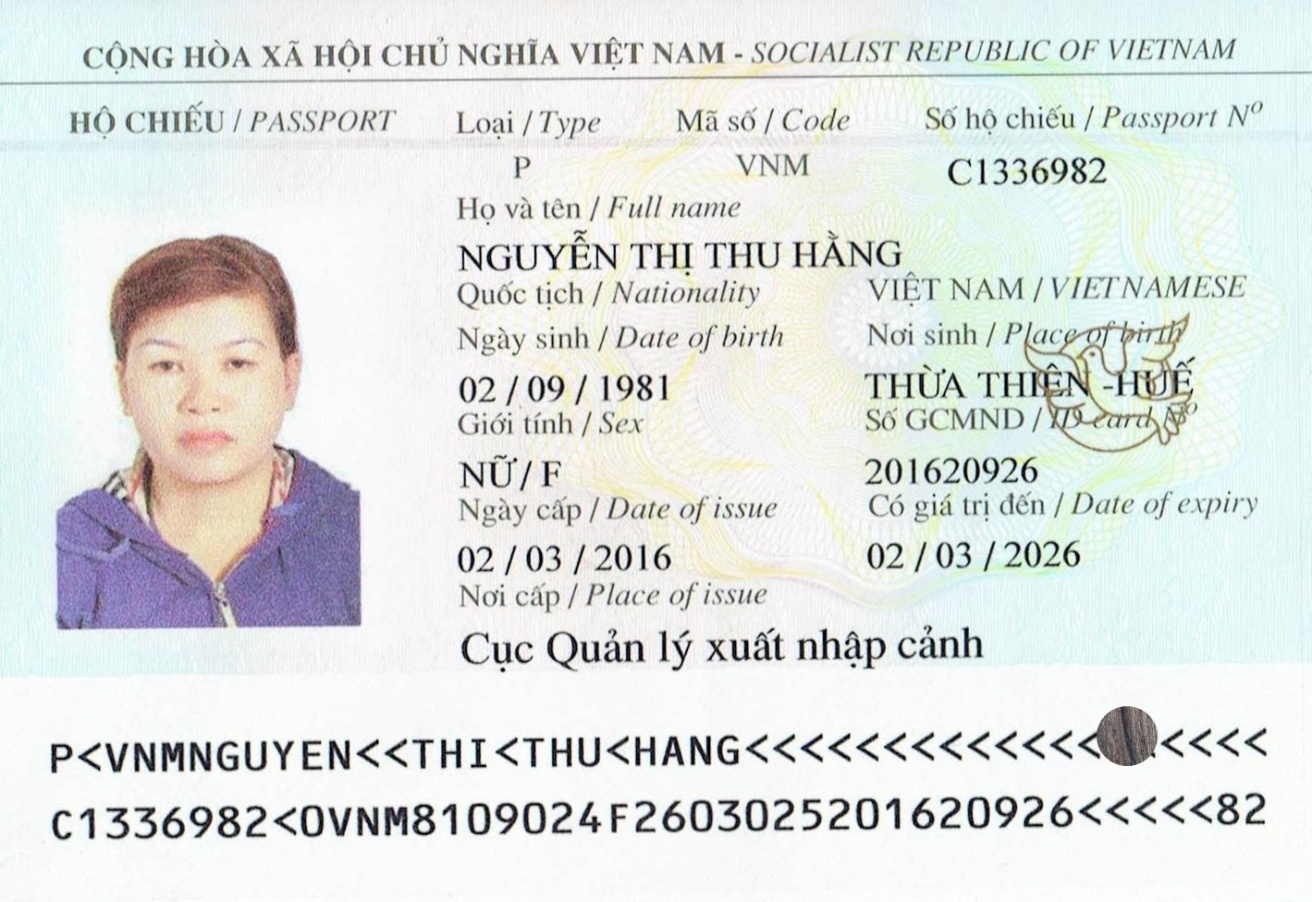 CỘNG HÒA XÃ HỘI CHỦ NGHĨA VIỆT NAM - SOCIALIST REPUBLIC OF VIETNAM
HỘ CHIẾU / PASSPORT Loại / Type Mã số / Code Số hộ chiếu / Passport Nº
P VNM C1336982
Họ và tên / Full name
NGUYỄN THỊ THU HẰNG
Quốc tịch / Nationality VIỆT NAM / VIETNAMESE
Ngày sinh / Date of birth Nơi sinh / Place of birth
02 / 09 / 1981 THỪA THIÊN -HUẾ
Giới tính / Sex Số GCMND / ID card Nº
NỮ / F 201620926
Ngày cấp / Date of issue Có giá trị đến / Date of expiry
02 / 03 / 2016 02 / 03 / 2026
Nơi cấp / Place of issue
Cục Quản lý xuất nhập cảnh
P<VNMNGUYEN<<THI<THU<HANG<<<<<<<<<<<<<<<<<<<
C1336982<0VNM8109024F2603025201620926<<<<<82